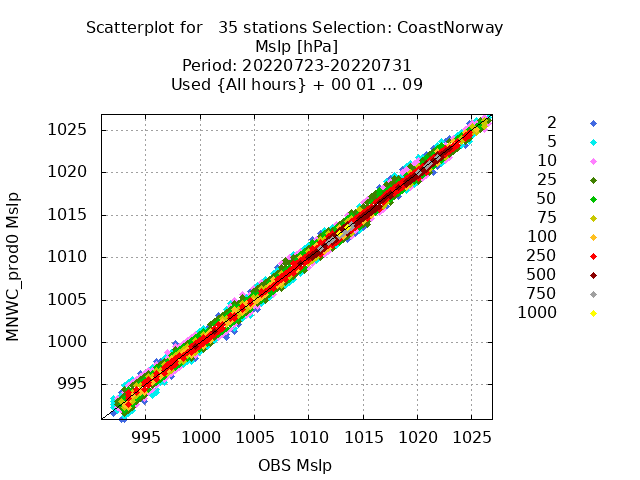 Scatterplot for   35 stations Selection: CoastNorway
Mslp [hPa]
Period: 20220723-20220731
Used {All hours} + 00 01 ... 09
MNWC_prod0 Mslp
1025
1020
1015
1010
1005
1000
995
995 1000 1005 1010 1015 1020 1025
OBS Mslp
2
5
10
25
50
75
100
250
500
750
1000